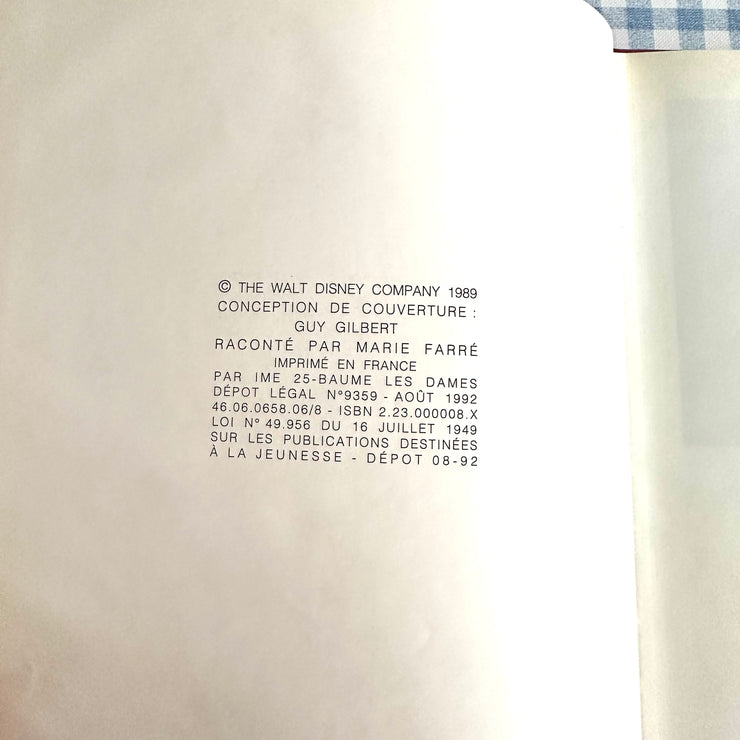 © THE WALT DISNEY COMPANY 1989
CONCEPTION DE COUVERTURE :
GUY GILBERT
RACONTÉ PAR MARIE FARRÉ
IMPRIMÉ EN FRANCE
PAR IME 25-BAUME LES DAMES
DÉPOT LÉGAL N°9359 - AOÛT 1992
46.06.0658.06/8 - ISBN 2.23.000008.X
LOI N° 49.956 DU 16 JUILLET 1949
SUR LES PUBLICATIONS DESTINÉES
À LA JEUNESSE - DÉPOT 08-92